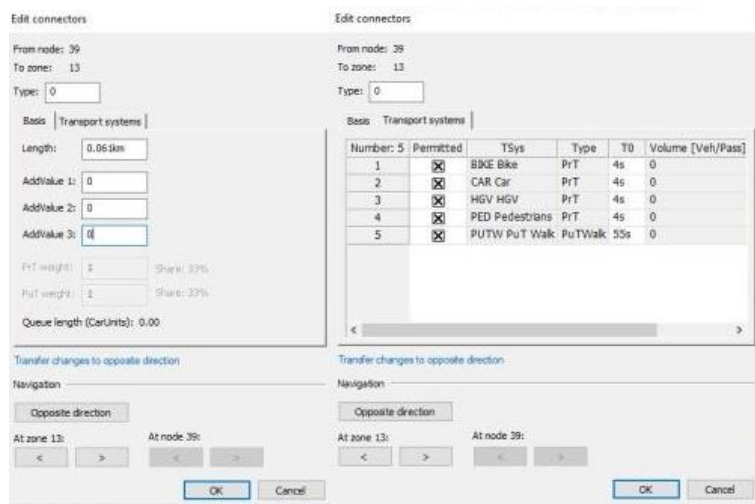 Edit connectors
From node: 39
To zone: 13
Type: 0
Basis Transport systems
Length: 0.061km
AddValue 1: 0
AddValue 2: 0
AddValue 3: 0
PrT weight: 1 Share: 33%
PuT weight: 1 Share: 33%
Queue length (CarUnits): 0.00
Transfer changes to opposite direction
Navigation
Opposite direction
At zone 13: At node 39:
< > < >
OK Cancel
Edit connectors
From node: 39
To zone: 13
Type: 0
Basis Transport systems
Number: 5 Permitted TSys Type T0 Volume [Veh/Pass]
1 BIKE Bike PrT 4s 0
2 CAR Car PrT 4s 0
3 HGV HGV PrT 4s 0
4 PED Pedestrians PrT 4s 0
5 PUTW PuT Walk PuTWalk 55s 0
< >
Transfer changes to opposite direction
Navigation
Opposite direction
At zone 13: At node 39:
< > < >
OK Cancel